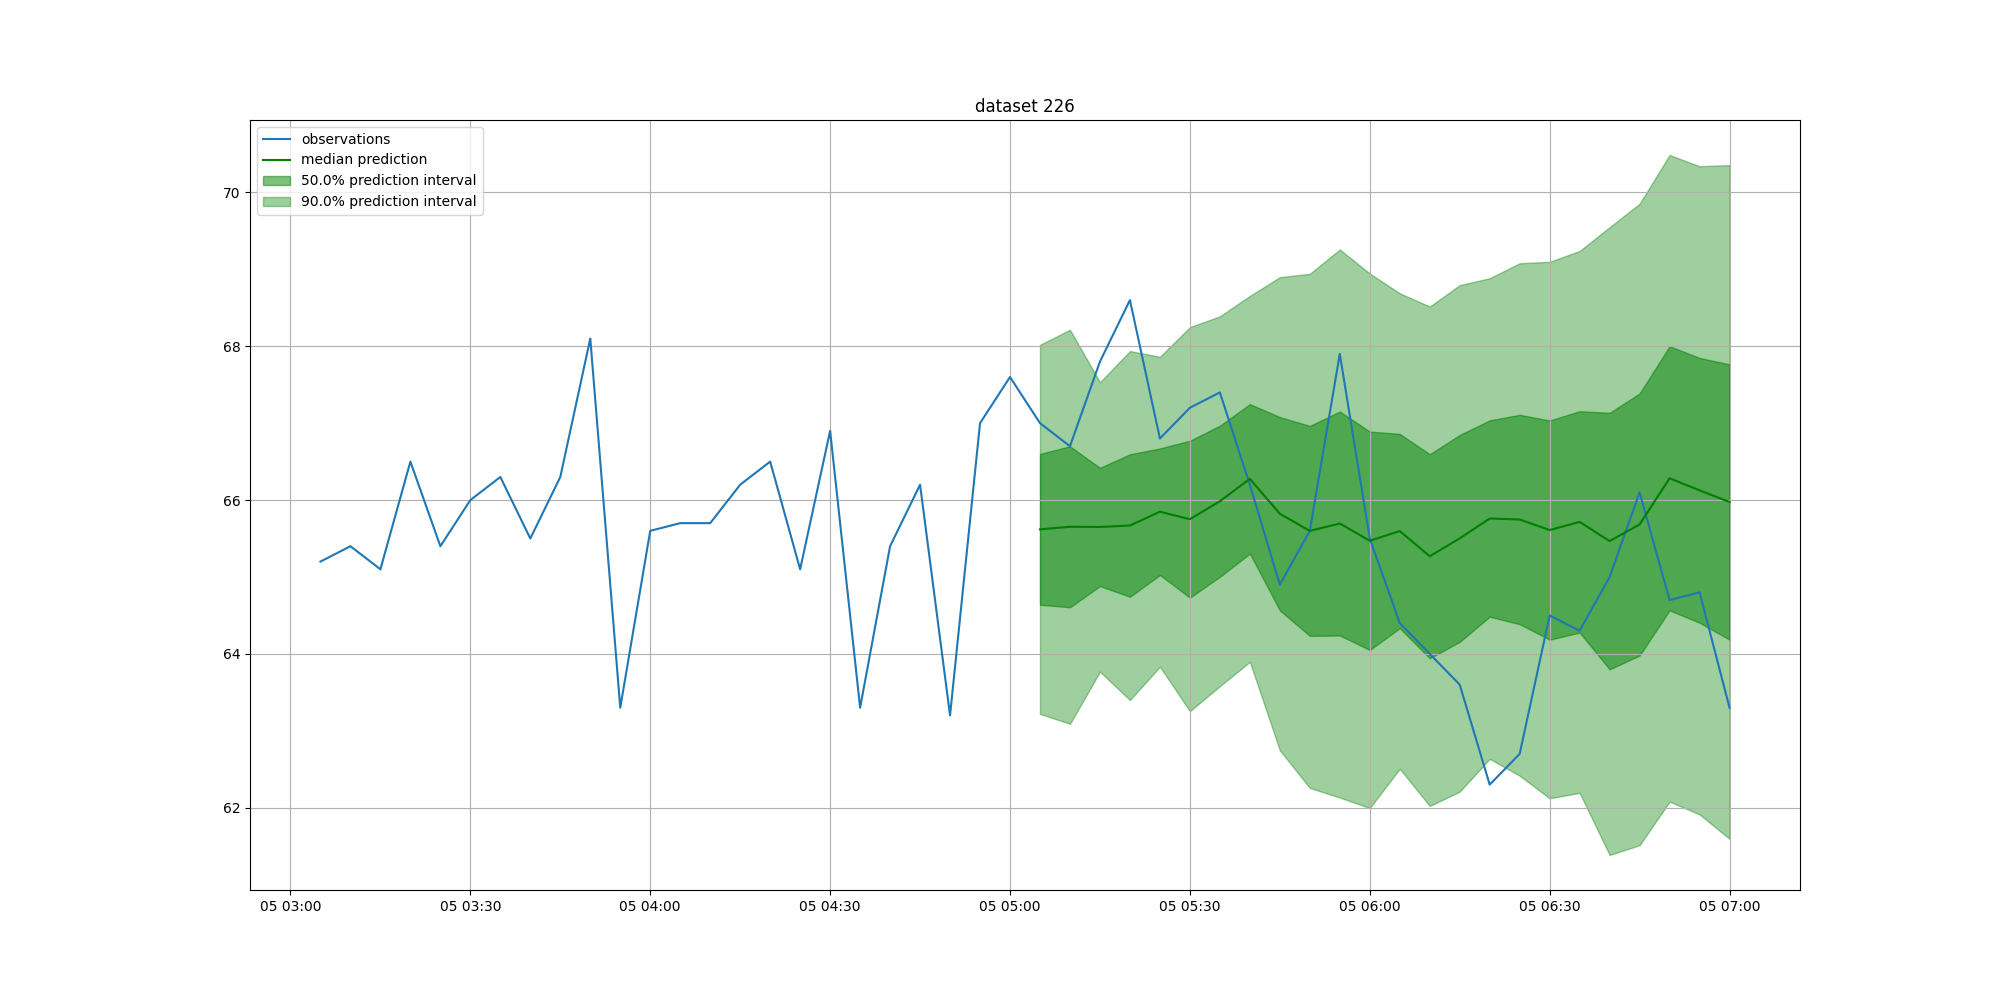 dataset 226
observations
median prediction
50.0% prediction interval
90.0% prediction interval
70
68
66
64
62
05 03:00 05 03:30 05 04:00 05 04:30 05 05:00 05 05:30 05 06:00 05 06:30 05 07:00